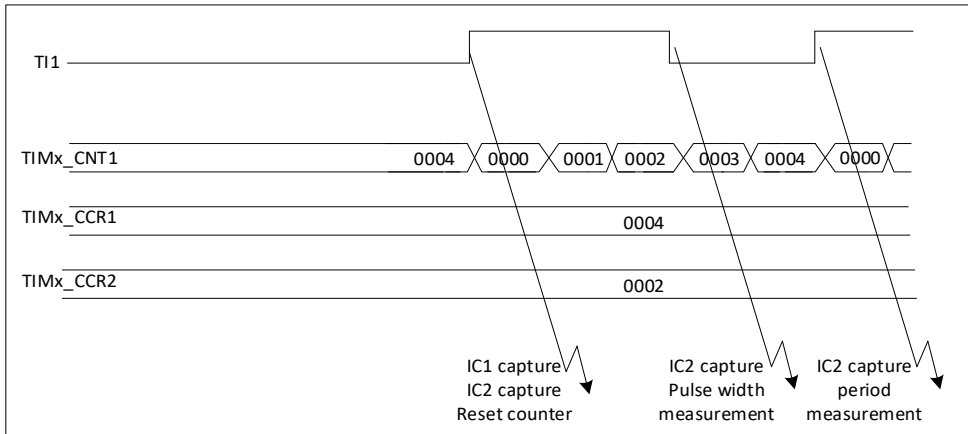 TI1
TIMx_CNT1 0004 0000 0001 0002 0003 0004 0000
TIMx_CCR1 0004
TIMx_CCR2 0002
IC1 capture
IC2 capture
Reset counter
IC2 capture
Pulse width
measurement
IC2 capture
period
measurement